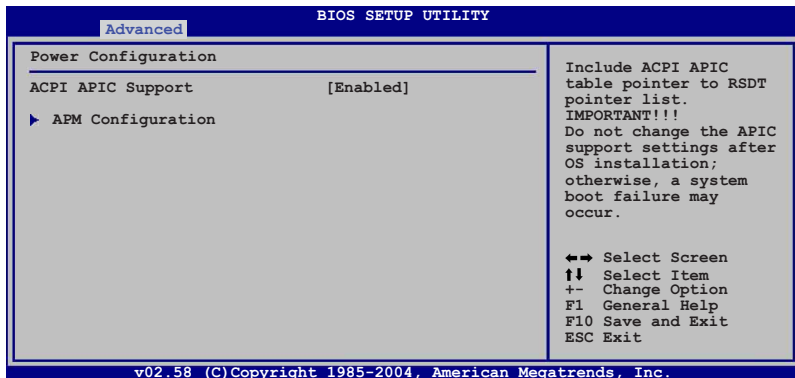 BIOS SETUP UTILITY
Advanced
Power Configuration
ACPI APIC Support [Enabled]
APM Configuration
Include ACPI APIC
table pointer to RSDT
pointer list.
IMPORTANT!!!
Do not change the APIC
support settings after
OS installation;
otherwise, a system
boot failure may
occur.
←→ Select Screen
↑↓ Select Item
+- Change Option
F1 General Help
F10 Save and Exit
ESC Exit
v02.58 (C)Copyright 1985-2004, American Megatrends, Inc.